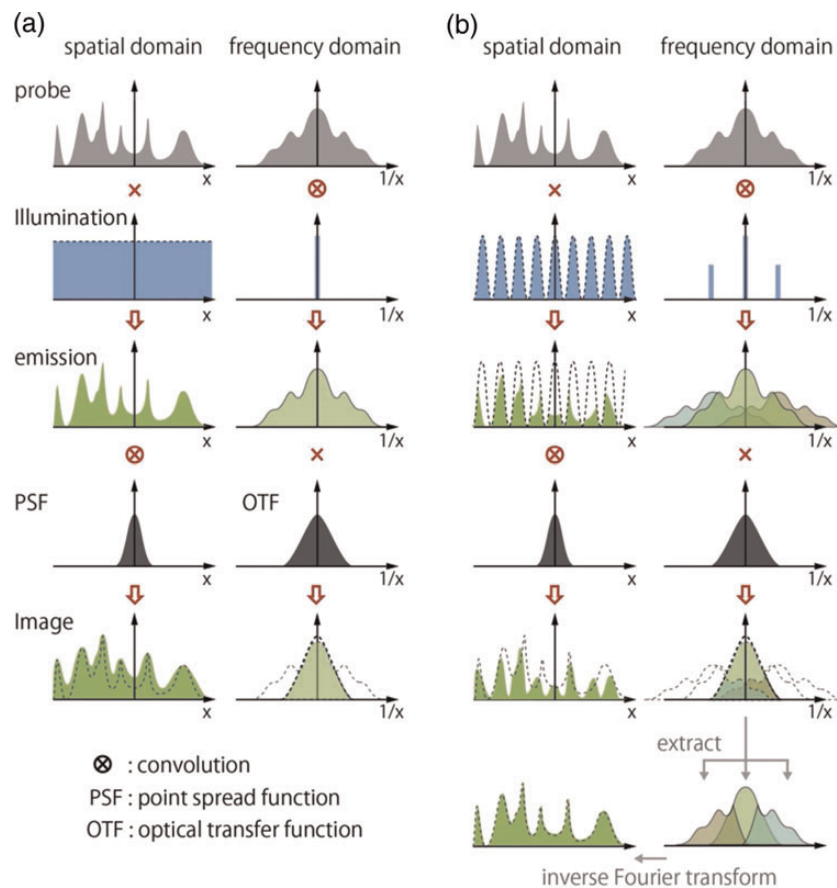 (a)
spatial domain frequency domain
probe
x 1/x
× ⊗
Illumination
x 1/x
emission
x 1/x
⊗ ×
PSF OTF
x 1/x
Image
x 1/x
⊗ : convolution
PSF : point spread function
OTF : optical transfer function
(b)
spatial domain frequency domain
x 1/x
× ⊗
x 1/x
x 1/x
⊗ ×
x 1/x
x 1/x
extract
inverse Fourier transform